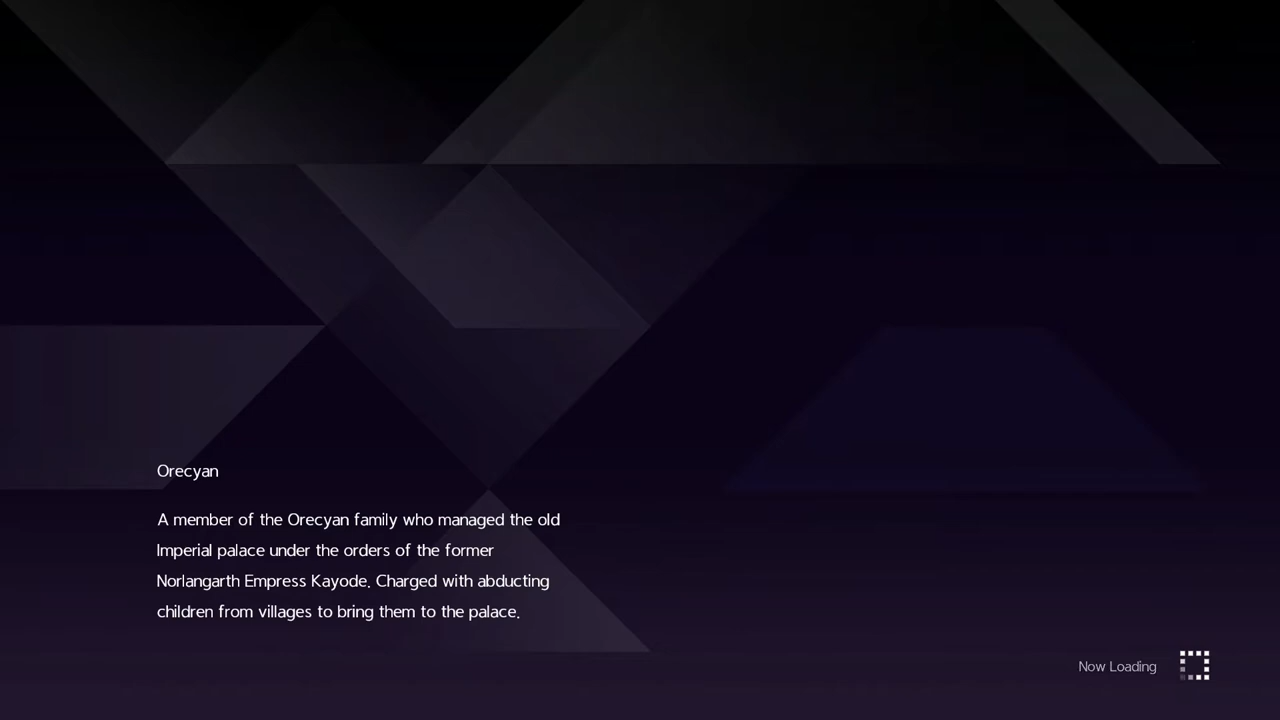 Orecyan
A member of the Orecyan family who managed the old
Imperial palace under the orders of the former
Norlangarth Empress Kayode. Charged with abducting
children from villages to bring them to the palace.
Now Loading